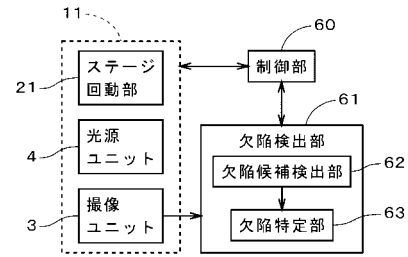 11
60
ステージ
回動部
21
制御部
61
光源
ユニット
4
欠陥検出部
欠陥候補検出部
62
撮像
ユニット
3
欠陥特定部
63